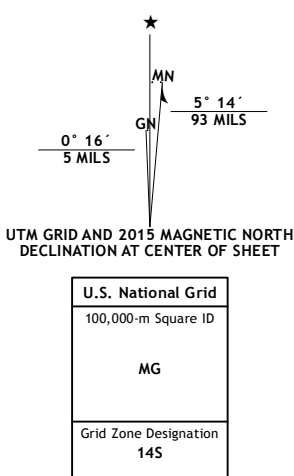 MN
GN
5° 14´
93 MILS
0° 16´
5 MILS
UTM GRID AND 2015 MAGNETIC NORTH
DECLINATION AT CENTER OF SHEET
U.S. National Grid
100,000-m Square ID
MG
Grid Zone Designation
14S